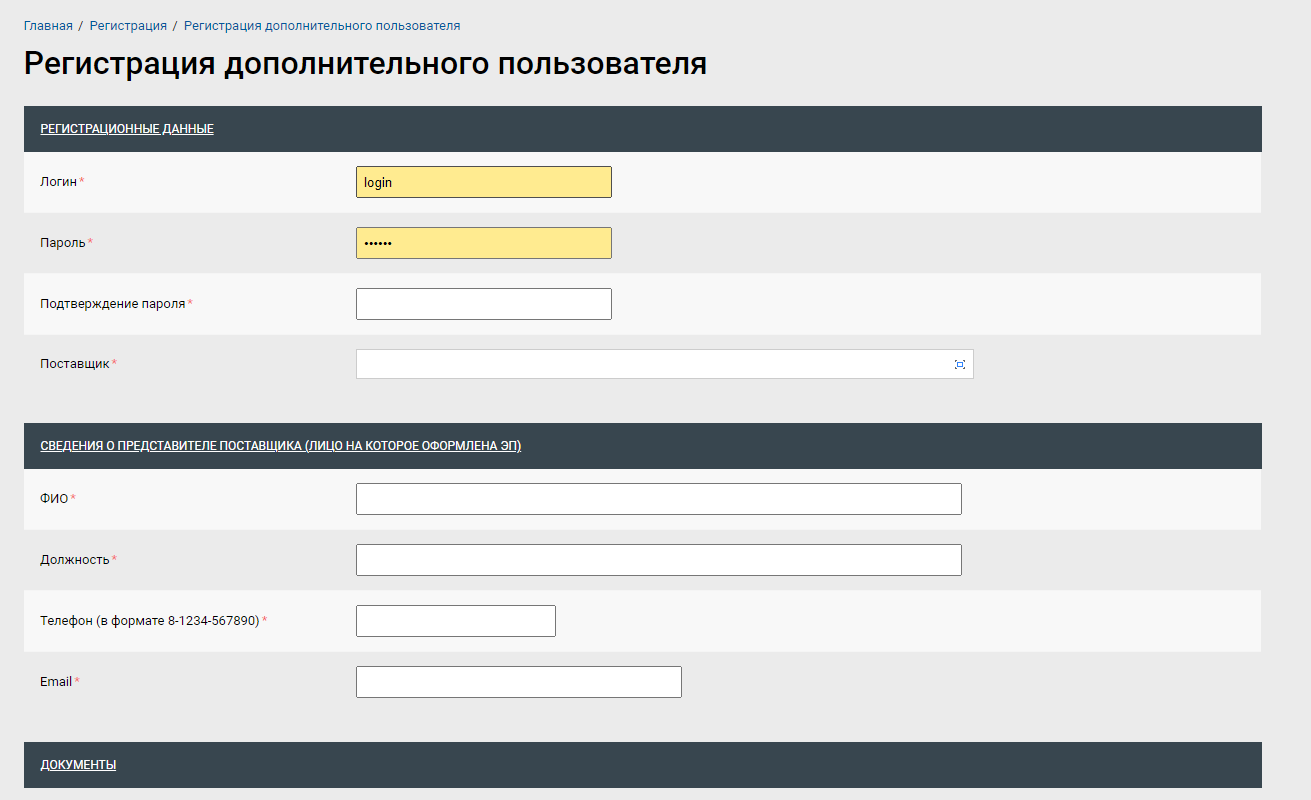 Главная / Регистрация / Регистрация дополнительного пользователя
Регистрация дополнительного пользователя
РЕГИСТРАЦИОННЫЕ ДАННЫЕ
Логин * login
Пароль * ••••••
Подтверждение пароля *
Поставщик *
СВЕДЕНИЯ О ПРЕДСТАВИТЕЛЕ ПОСТАВЩИКА (ЛИЦО НА КОТОРОЕ ОФОРМЛЕНА ЭП)
ФИО *
Должность *
Телефон (в формате 8-1234-567890) *
Email *
ДОКУМЕНТЫ